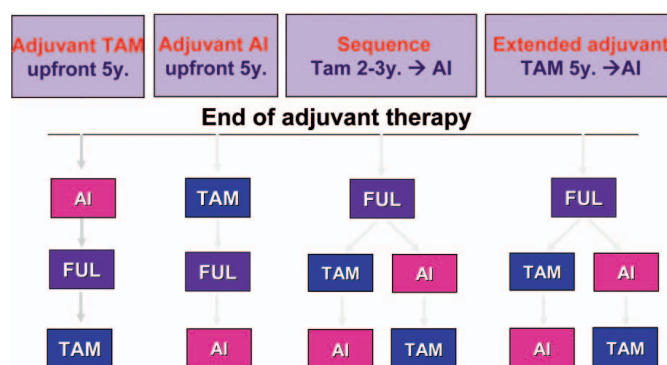 Adjuvant TAM
upfront 5y.
Adjuvant AI
upfront 5y.
Sequence
Tam 2-3y. → AI
Extended adjuvant
TAM 5y. →AI
End of adjuvant therapy
AI
TAM
FUL
FUL
FUL
FUL
TAM
AI
TAM
AI
TAM
AI
AI
TAM
AI
TAM